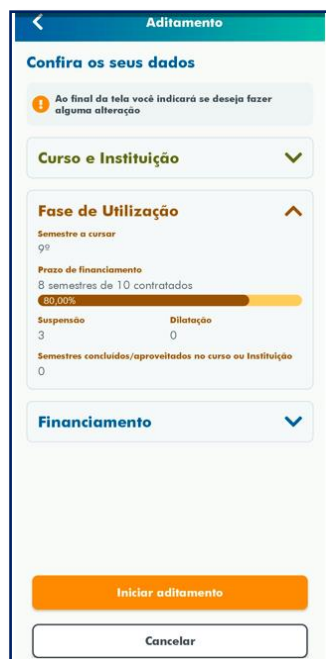 Aditamento
Confira os seus dados
Ao final da tela você indicará se deseja fazer
alguma alteração
Curso e Instituição
Fase de Utilização
Semestre a cursar
9º
Prazo de financiamento
8 semestres de 10 contratados
80,00%
Suspensão
3
Dilatação
0
Semestres concluídos/aproveitados no curso ou Instituição
0
Financiamento
Iniciar aditamento
Cancelar